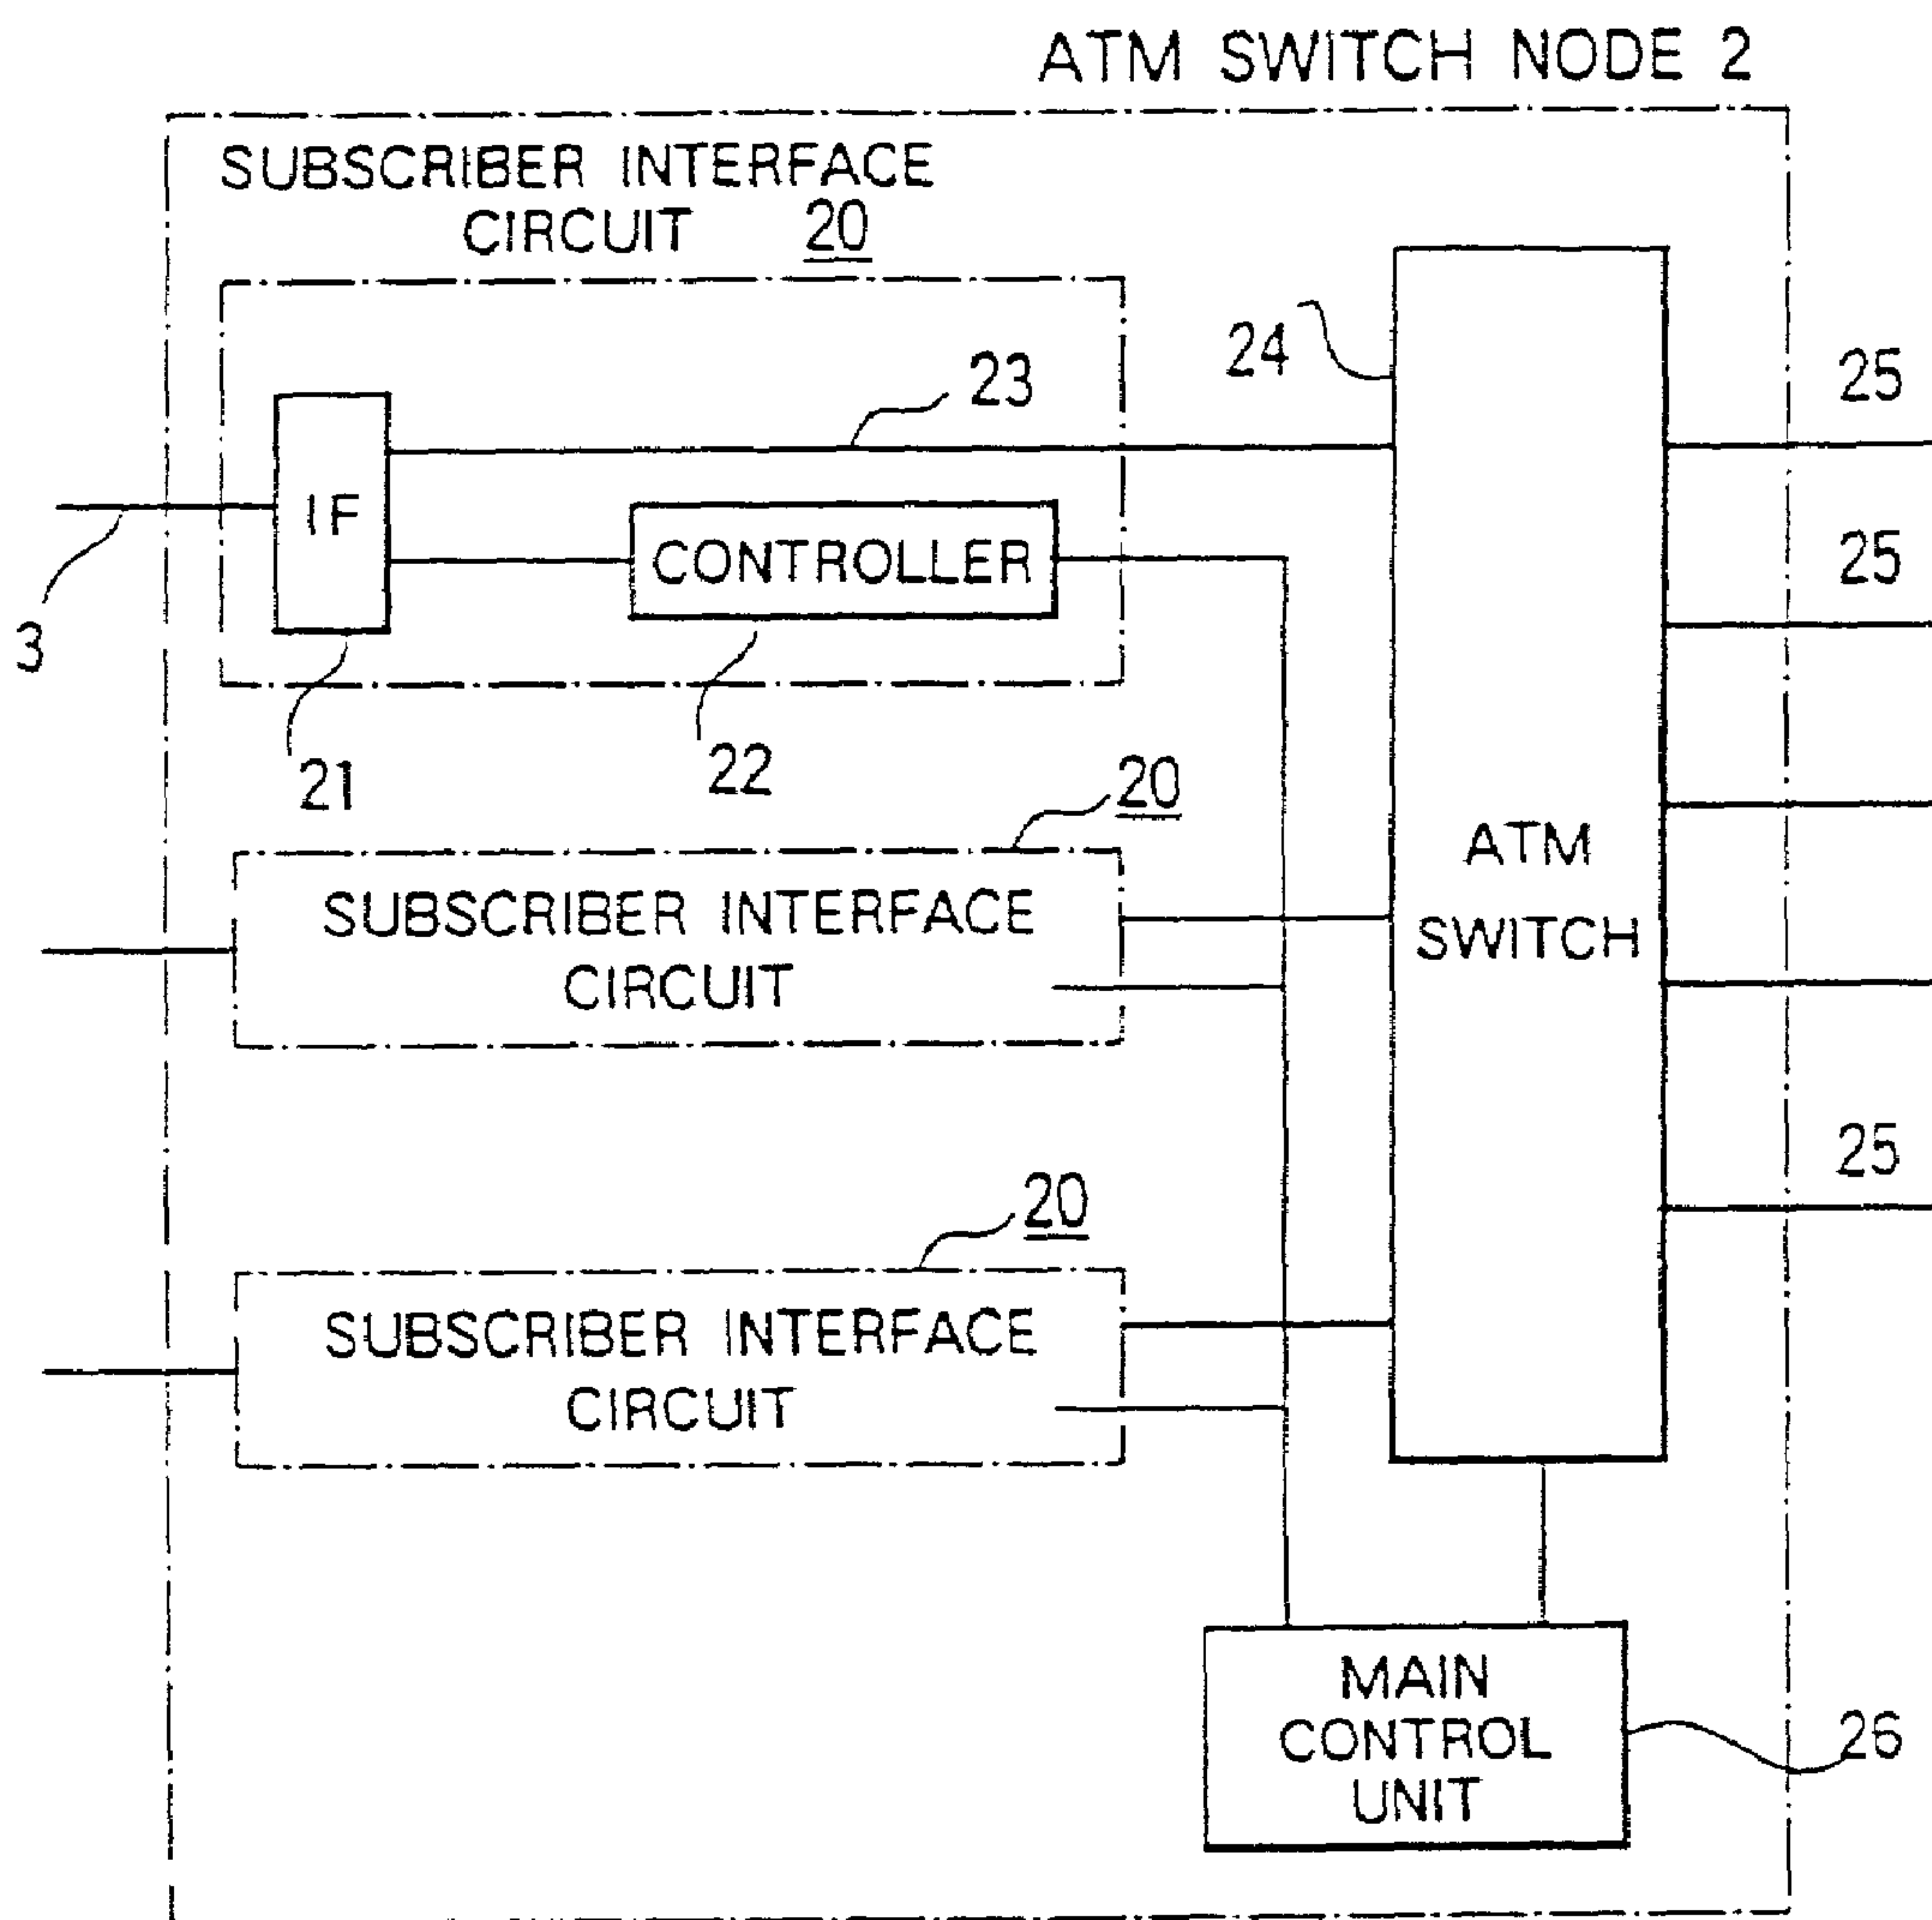 ATM SWITCH NODE 2
SUBSCRIBER INTERFACE
CIRCUIT 20
24
25
23
IF
CONTROLLER
25
3
21
22
20
SUBSCRIBER INTERFACE
CIRCUIT
ATM
SWITCH
25
20
SUBSCRIBER INTERFACE
CIRCUIT
MAIN
CONTROL
UNIT
26